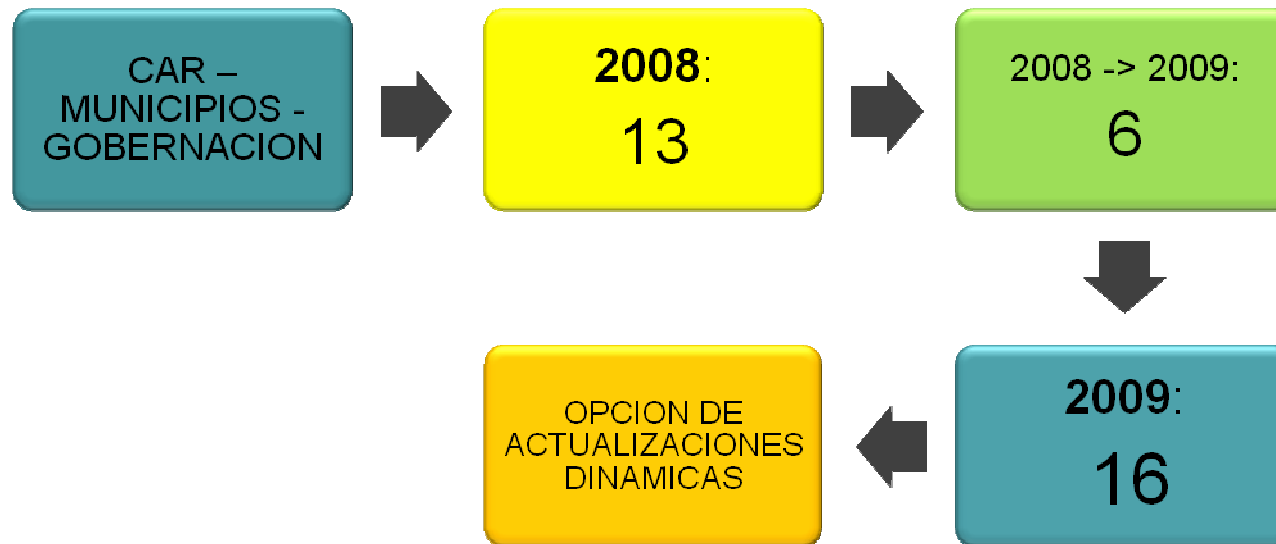 CAR –
MUNICIPIOS -
GOBERNACION
2008:
13
2008 -> 2009:
6
OPCION DE
ACTUALIZACIONES
DINAMICAS
2009:
16